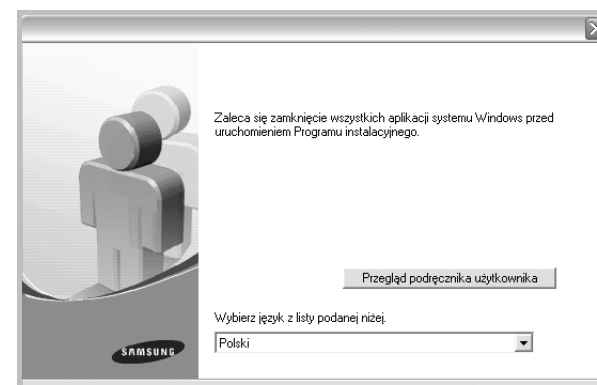 Zaleca się zamknięcie wszystkich aplikacji systemu Windows przed
uruchomieniem Programu instalacyjnego.
Przegląd podręcznika użytkownika
Wybierz język z listy podanej niżej.
Polski
SAMSUNG